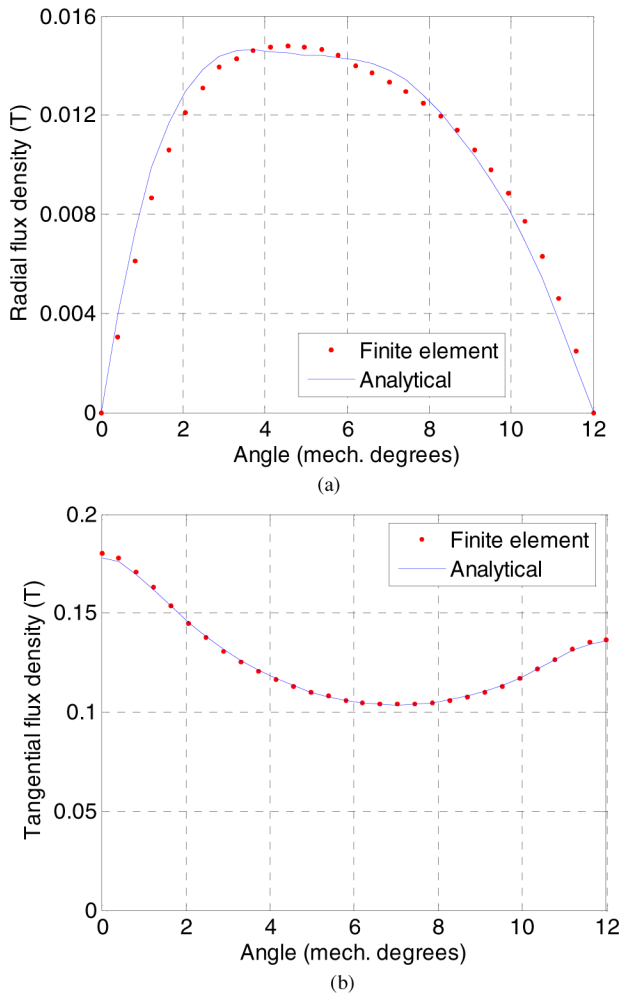 0.016
0.012
0.008
0.004
0
Radial flux density (T)
Finite element
Analytical
0 2 4 6 8 10 12
Angle (mech. degrees)
(a)
0.2
0.15
0.1
0.05
0
Tangential flux density (T)
Finite element
Analytical
0 2 4 6 8 10 12
Angle (mech. degrees)
(b)